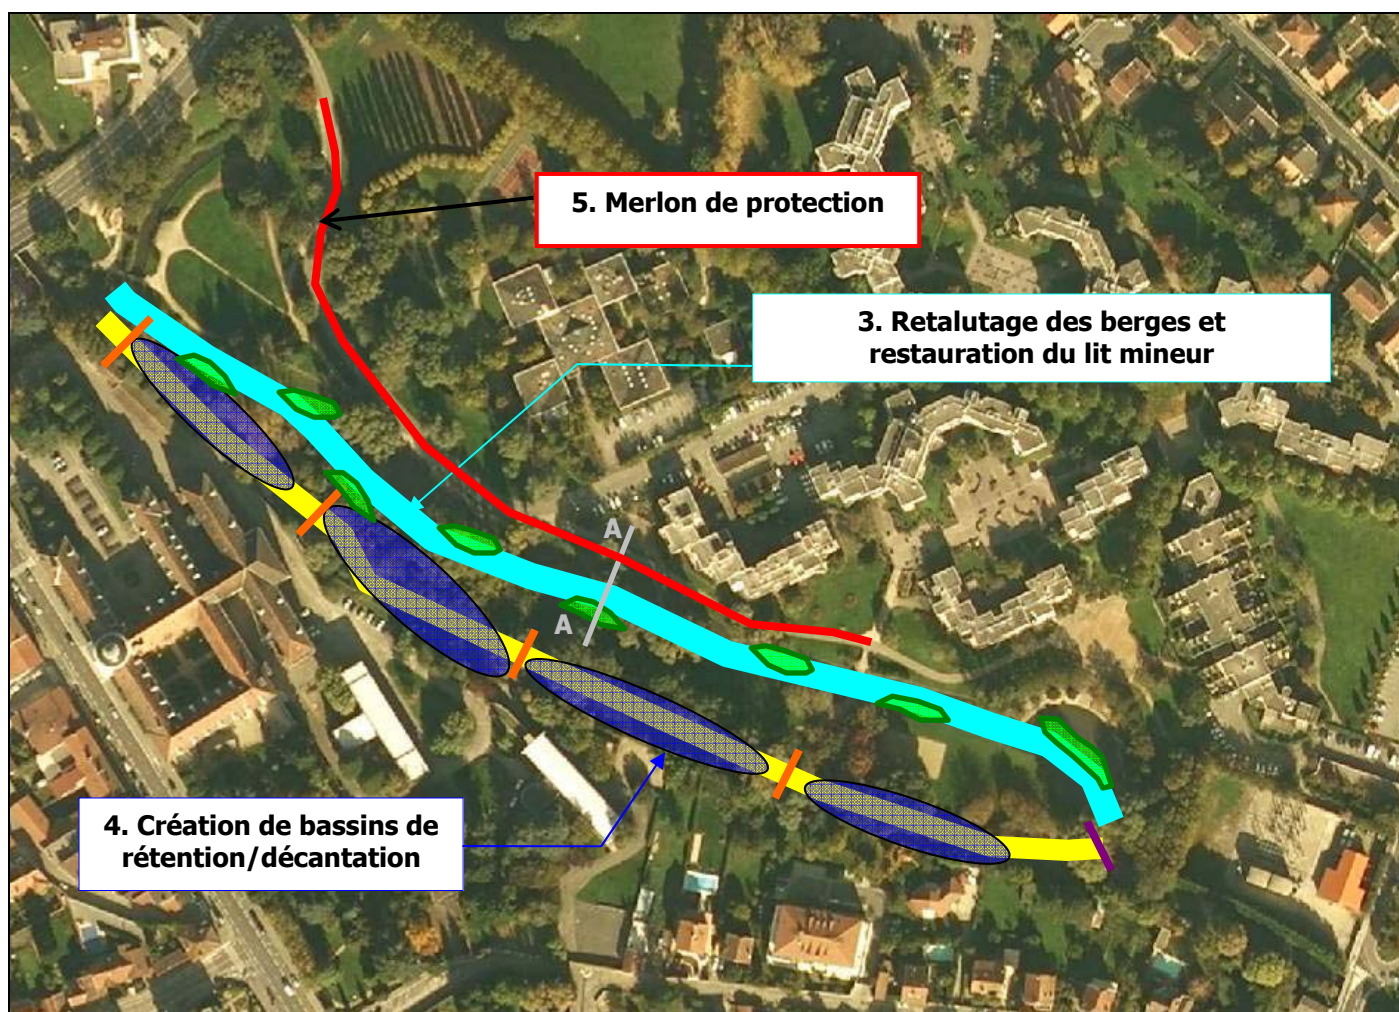 5. Merlon de protection
3. Retalutage des berges et
restauration du lit mineur
A
A
4. Création de bassins de
rétention/décantation